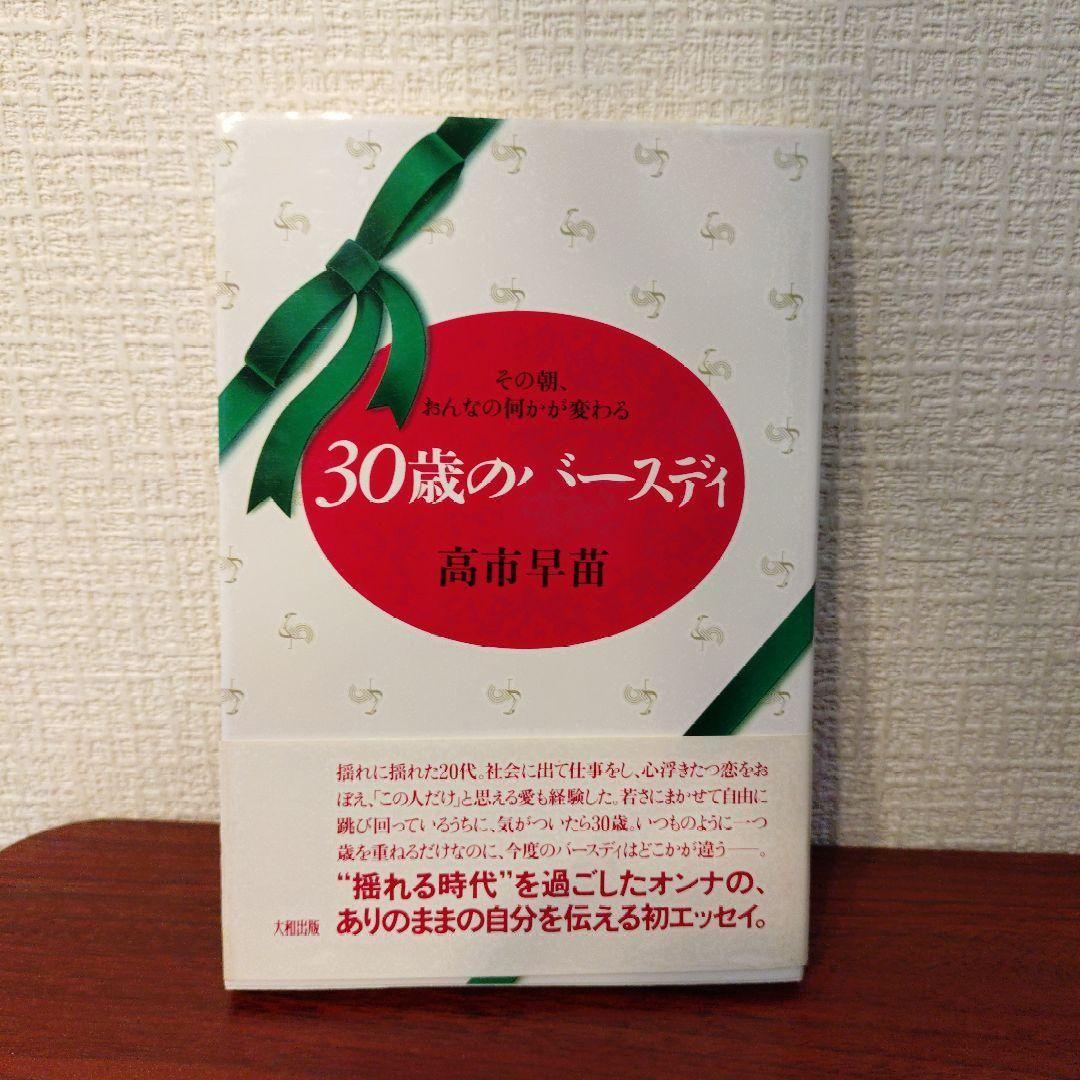 その朝、
おんなの何かが変わる
30歳のバースディ
高市早苗
揺れに揺れた20代。社会に出て仕事をし、心浮きたつ恋をお
ぼえ、「この人だけ」と思える愛も経験した。若さにまかせて自由に
跳び回っているうちに、気がついたら30歳。いつものように一つ
歳を重ねるだけなのに、今度のバースディはどこかが違う──。
“揺れる時代”を過ごしたオンナの、
ありのままの自分を伝える初エッセイ。
大和出版